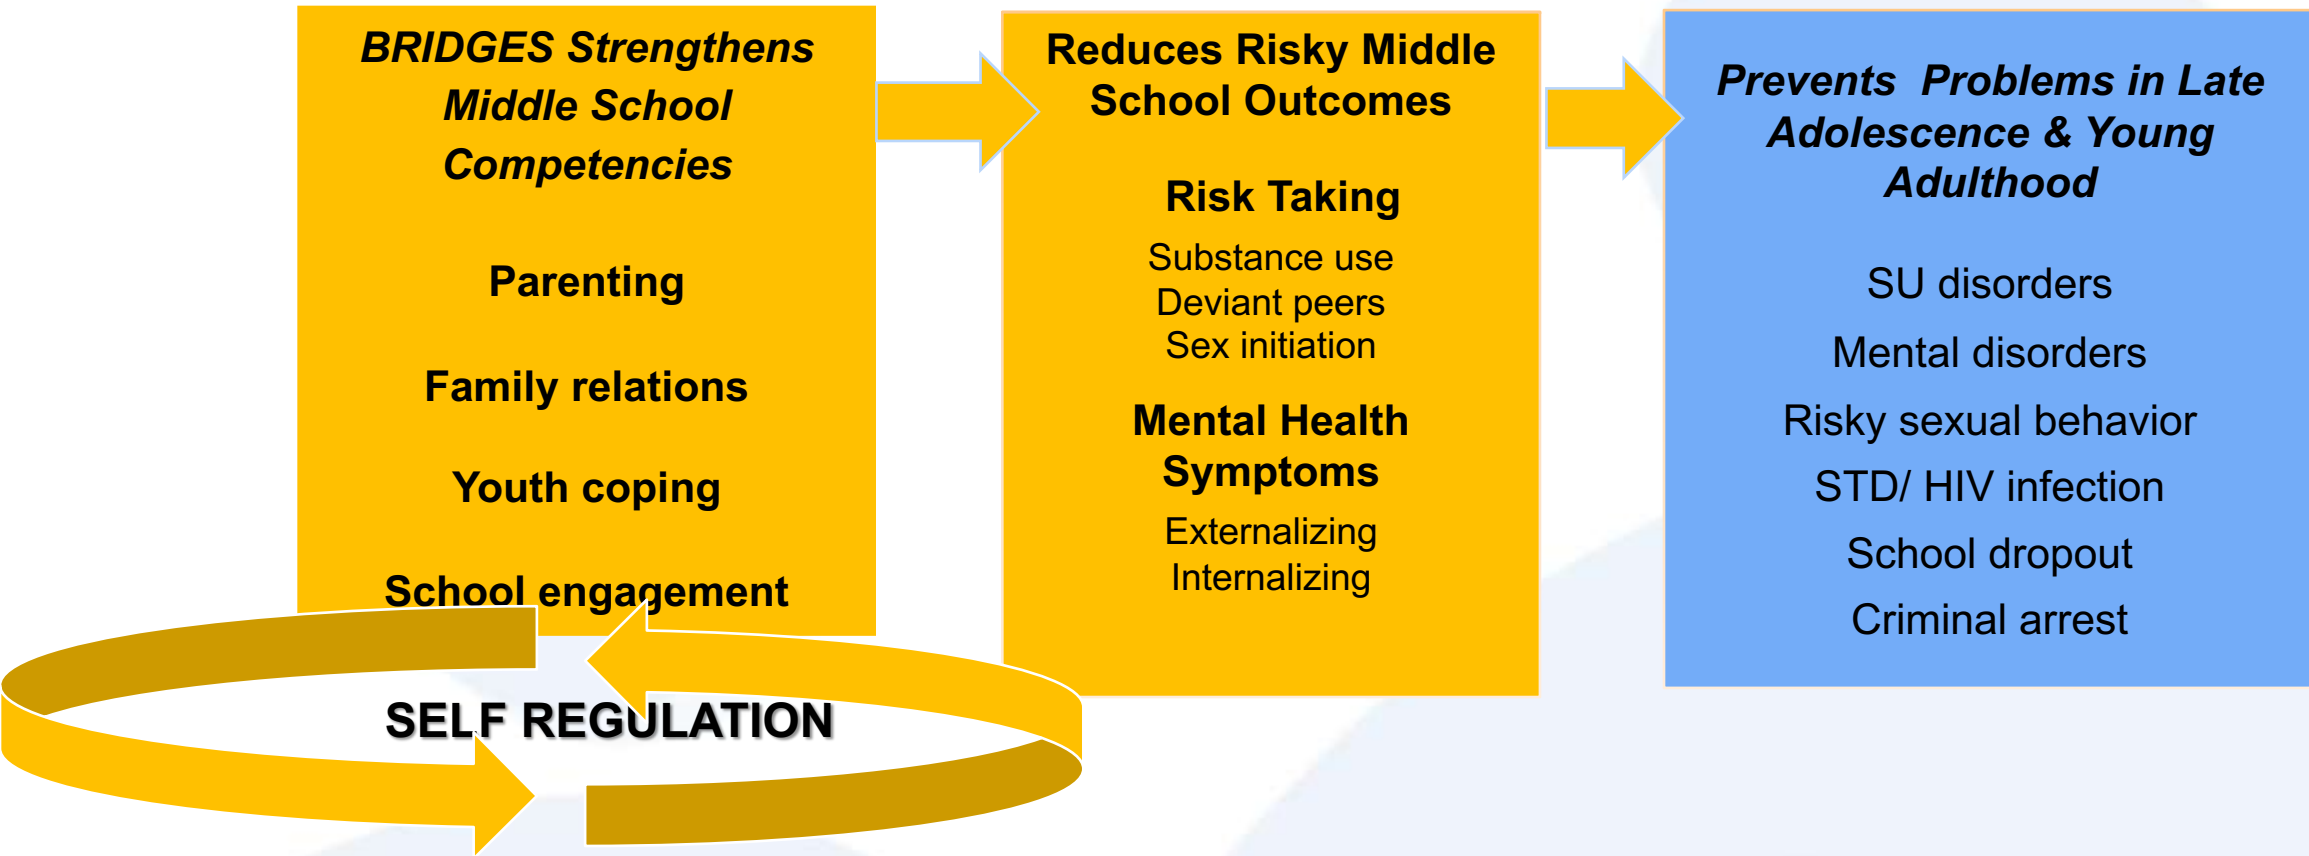 BRIDGES Strengthens
Middle School
Competencies
Parenting
Family relations
Youth coping
School engagement
SELF REGULATION
Reduces Risky Middle
School Outcomes
Risk Taking
Substance use
Deviant peers
Sex initiation
Mental Health
Symptoms
Externalizing
Internalizing
Prevents Problems in Late
Adolescence & Young
Adulthood
SU disorders
Mental disorders
Risky sexual behavior
STD/ HIV infection
School dropout
Criminal arrest